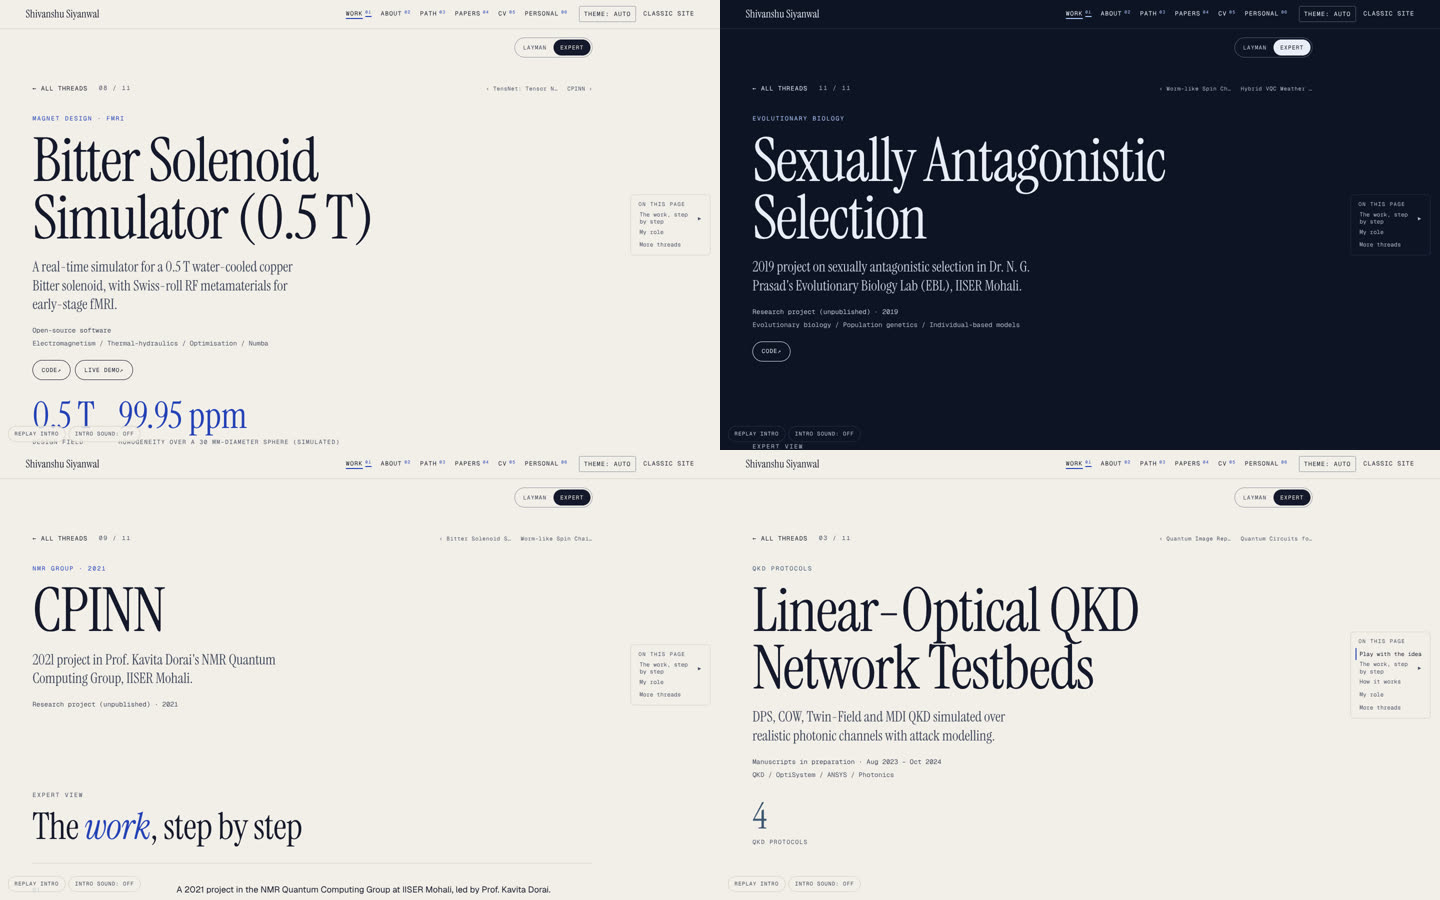 Shivanshu Siyanwal
WORK 01 ABOUT 02 PATH 03 PAPERS 04 CV 05 PERSONAL 06 THEME: AUTO CLASSIC SITE
LAYMAN EXPERT
← ALL THREADS 08 / 11
‹ TensNet: Tensor N… CPINN ›
MAGNET DESIGN · FMRI
Bitter Solenoid
Simulator (0.5 T)
A real-time simulator for a 0.5 T water-cooled copper
Bitter solenoid, with Swiss-roll RF metamaterials for
early-stage fMRI.
Open-source software
Electromagnetism / Thermal-hydraulics / Optimisation / Numba
CODE↗ LIVE DEMO↗
0.5 T 99.95 ppm
DESIGN FIELD HOMOGENEITY OVER A 30 MM-DIAMETER SPHERE (SIMULATED)
ON THIS PAGE
The work, step
by step ▶
My role
More threads
REPLAY INTRO INTRO SOUND: OFF
Shivanshu Siyanwal
WORK 01 ABOUT 02 PATH 03 PAPERS 04 CV 05 PERSONAL 06 THEME: AUTO CLASSIC SITE
LAYMAN EXPERT
← ALL THREADS 11 / 11
‹ Worm-like Spin Ch… Hybrid VQC Weather …
EVOLUTIONARY BIOLOGY
Sexually Antagonistic
Selection
2019 project on sexually antagonistic selection in Dr. N. G.
Prasad's Evolutionary Biology Lab (EBL), IISER Mohali.
Research project (unpublished) · 2019
Evolutionary biology / Population genetics / Individual-based models
CODE↗
ON THIS PAGE
The work, step
by step ▶
My role
More threads
REPLAY INTRO INTRO SOUND: OFF
EXPERT VIEW
Shivanshu Siyanwal
WORK 01 ABOUT 02 PATH 03 PAPERS 04 CV 05 PERSONAL 06 THEME: AUTO CLASSIC SITE
LAYMAN EXPERT
← ALL THREADS 09 / 11
‹ Bitter Solenoid S… Worm-like Spin Chai…
NMR GROUP · 2021
CPINN
2021 project in Prof. Kavita Dorai's NMR Quantum
Computing Group, IISER Mohali.
Research project (unpublished) · 2021
ON THIS PAGE
The work, step
by step ▶
My role
More threads
EXPERT VIEW
The work, step by step
REPLAY INTRO INTRO SOUND: OFF
A 2021 project in the NMR Quantum Computing Group at IISER Mohali, led by Prof. Kavita Dorai.
Shivanshu Siyanwal
WORK 01 ABOUT 02 PATH 03 PAPERS 04 CV 05 PERSONAL 06 THEME: AUTO CLASSIC SITE
LAYMAN EXPERT
← ALL THREADS 03 / 11
‹ Quantum Image Rep… Quantum Circuits fo…
QKD PROTOCOLS
Linear-Optical QKD
Network Testbeds
DPS, COW, Twin-Field and MDI QKD simulated over
realistic photonic channels with attack modelling.
Manuscripts in preparation · Aug 2023 – Oct 2024
QKD / OptiSystem / ANSYS / Photonics
4
QKD PROTOCOLS
ON THIS PAGE
Play with the idea
The work, step
by step ▶
How it works
My role
More threads
REPLAY INTRO INTRO SOUND: OFF